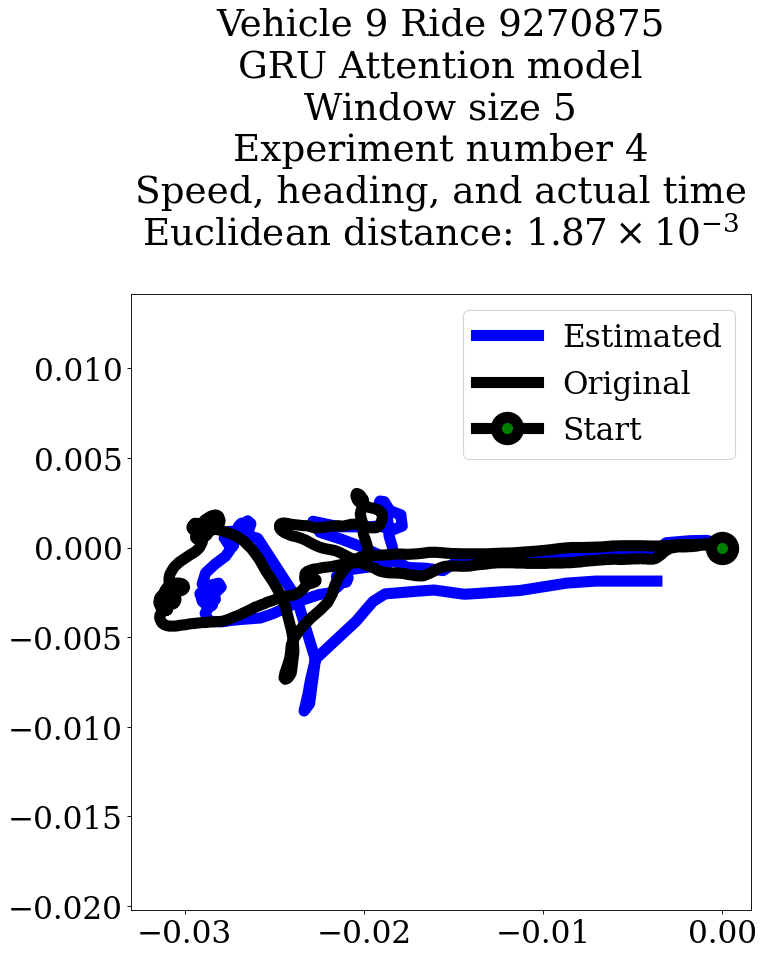 Vehicle 9 Ride 9270875
GRU Attention model
Window size 5
Experiment number 4
Speed, heading, and actual time
Euclidean distance: 1.87 × 10⁻³
Estimated
Original
Start
0.010
0.005
0.000
−0.005
−0.010
−0.015
−0.020
−0.03 −0.02 −0.01 0.00